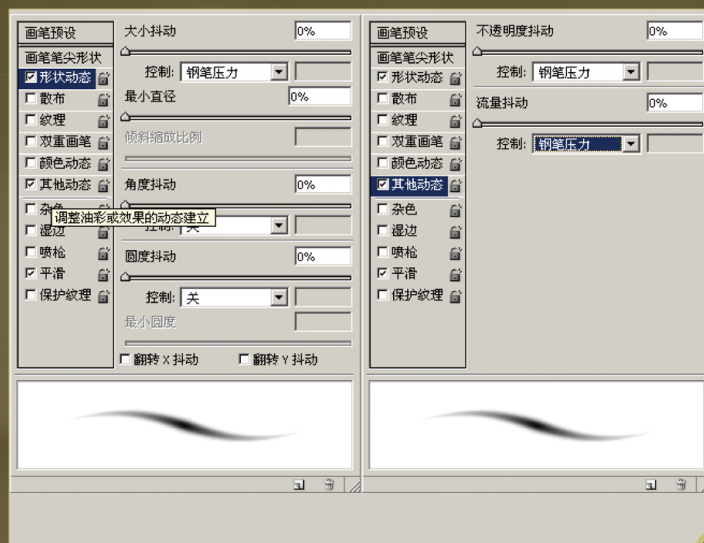 画笔预设
画笔笔尖形状
形状动态
散布
纹理
双重画笔
颜色动态
其他动态
杂色
调整油彩或效果的动态建立
湿边
喷枪
平滑
保护纹理
大小抖动 0%
控制: 钢笔压力
最小直径 0%
倾斜缩放比例
角度抖动 0%
控制: 关
圆度抖动 0%
控制: 关
最小圆度
翻转 X 抖动 翻转 Y 抖动
画笔预设
画笔笔尖形状
形状动态
散布
纹理
双重画笔
颜色动态
其他动态
杂色
湿边
喷枪
平滑
保护纹理
不透明度抖动 0%
控制: 钢笔压力
流量抖动 0%
控制: 钢笔压力